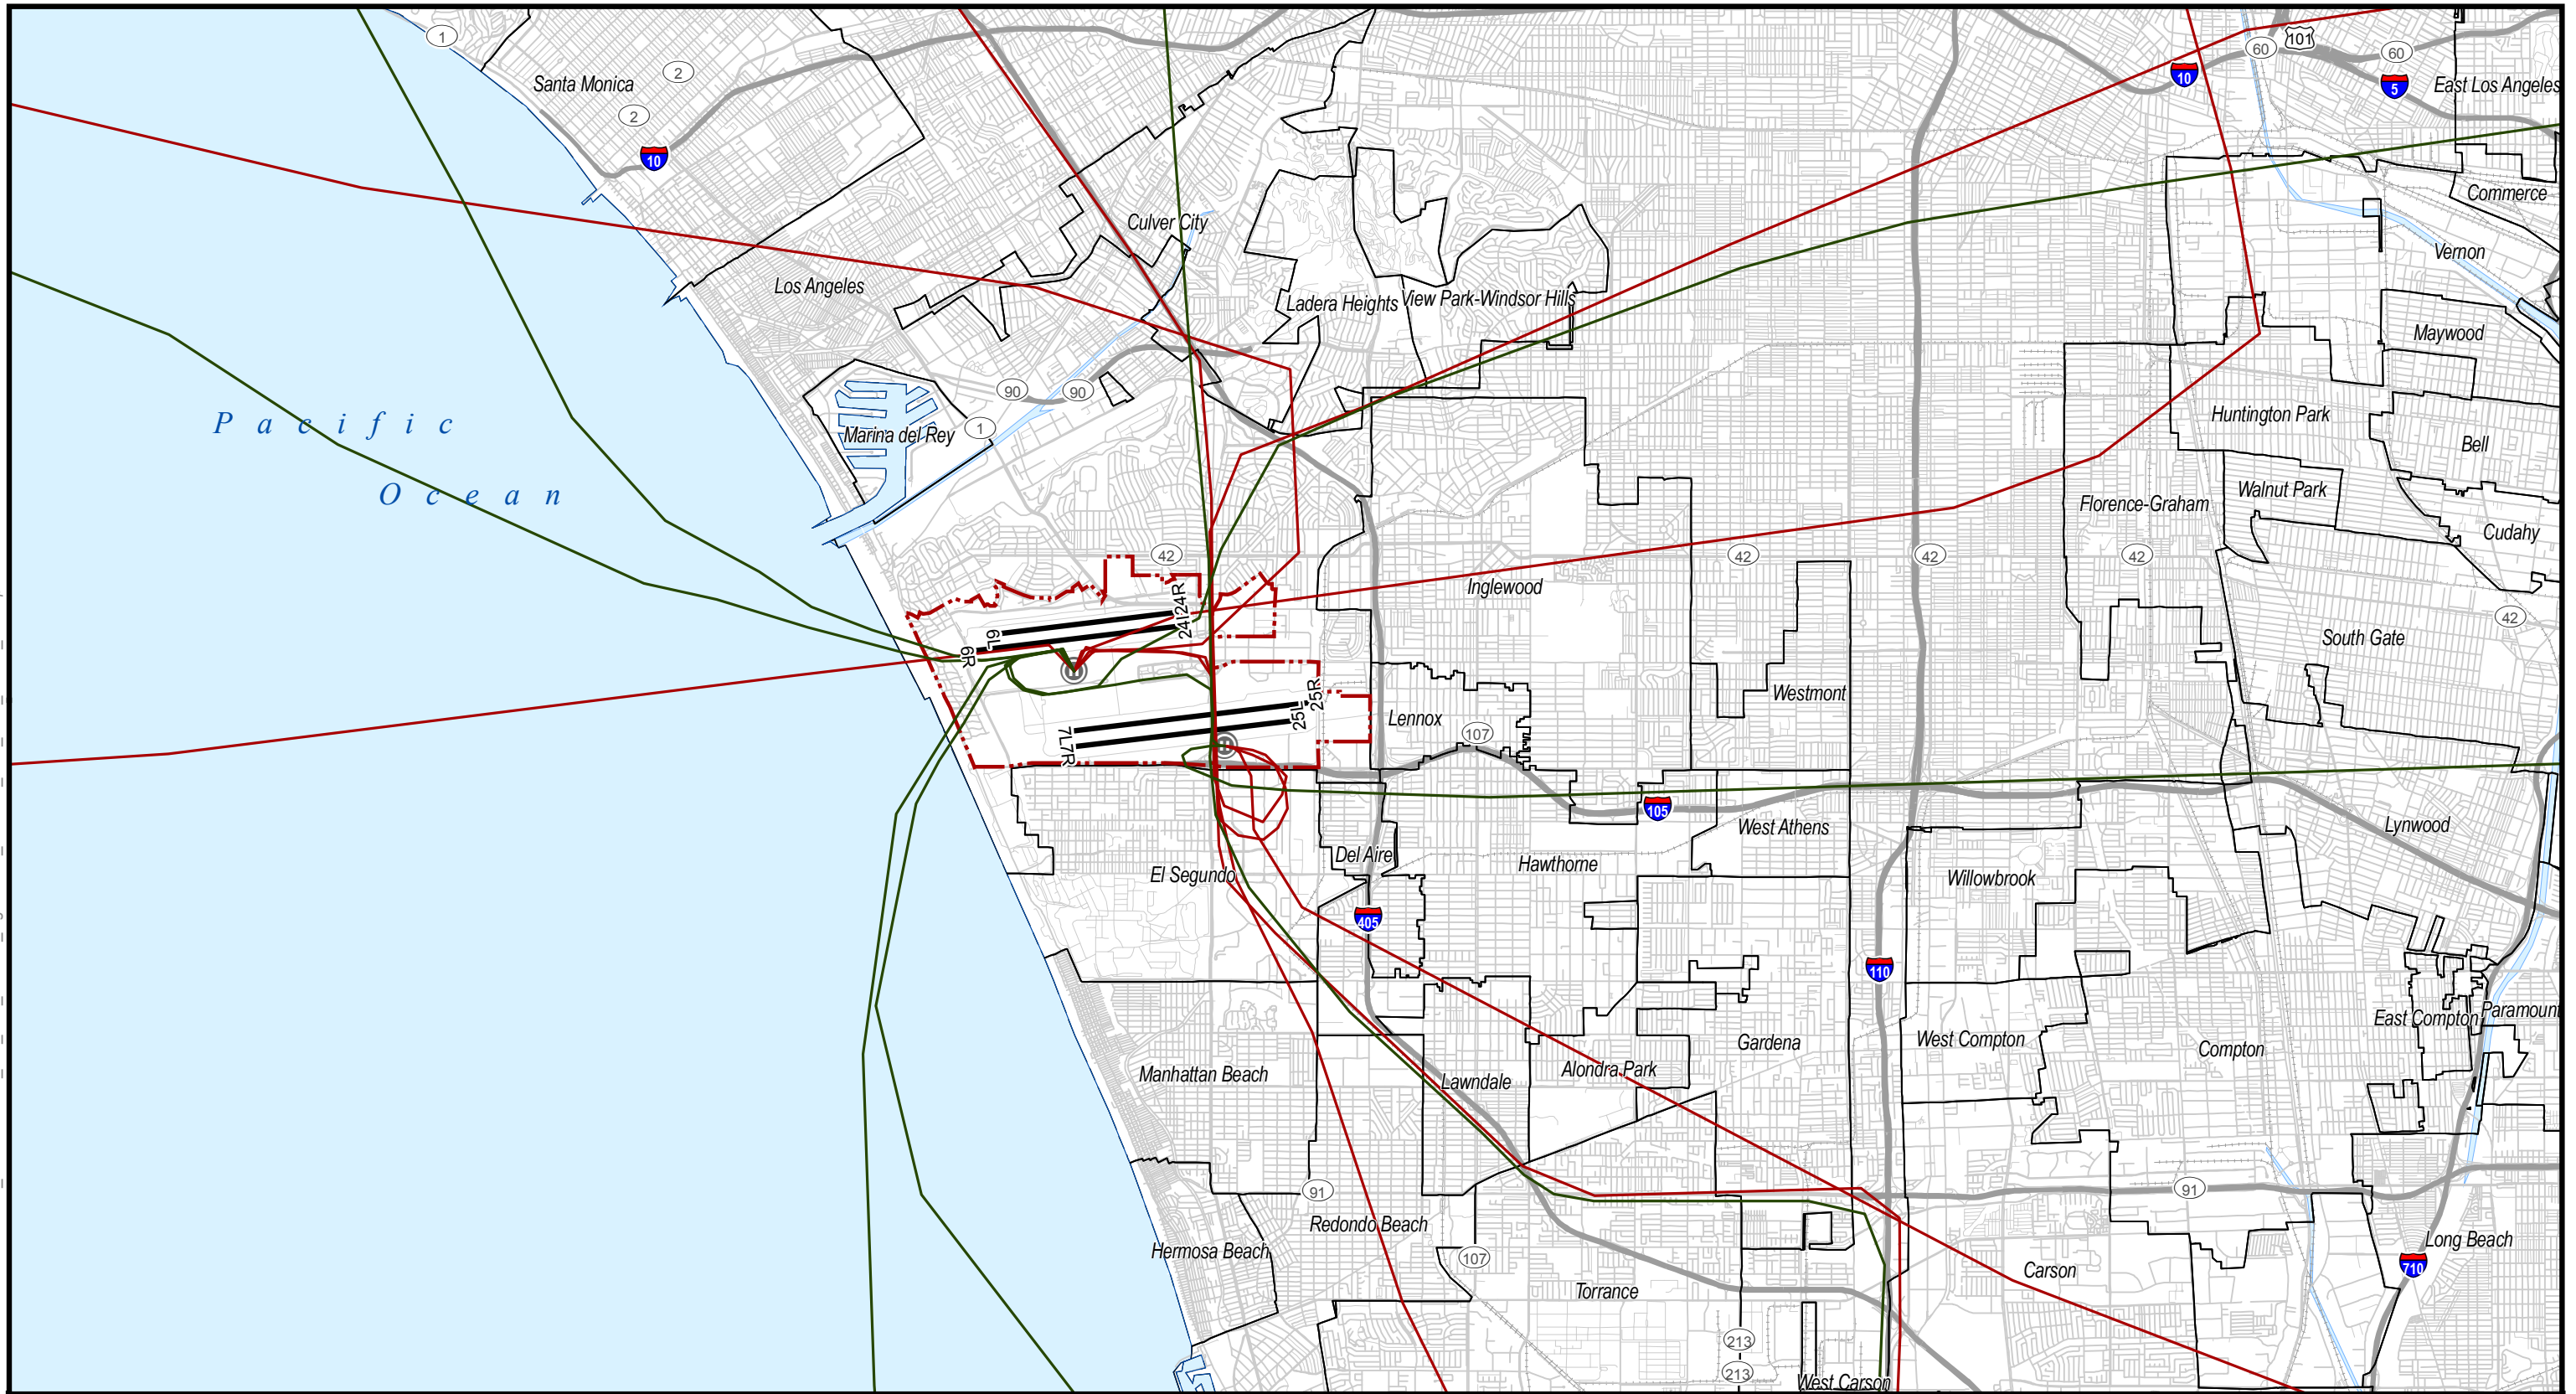 1
101
60
60
2
10
Santa Monica
5
East Los Angeles
2
10
Commerce
Culver City
Vernon
Los Angeles
Ladera Heights
View Park-Windsor Hills
Maywood
90
90
Huntington Park
Pacific
1
Marina del Rey
Bell
Walnut Park
Ocean
Florence-Graham
Cudahy
42
42
42
42
Inglewood
24R
42
24L
6L
South Gate
6R
Westmont
25R
Lennox
25L
107
7L
7R
105
West Athens
Lynwood
Del Aire
Hawthorne
El Segundo
Willowbrook
405
110
Paramount
East Compton
West Compton
Gardena
Compton
Alondra Park
Manhattan Beach
Lawndale
91
91
Redondo Beach
Long Beach
Hermosa Beach
107
710
Carson
Torrance
213
213
West Carson